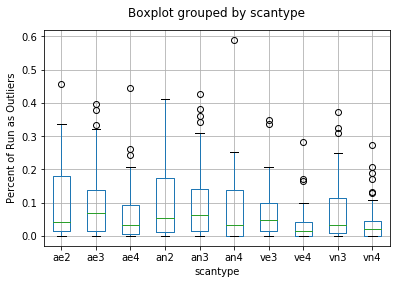 Boxplot grouped by scantype
Percent of Run as Outliers
0.6
0.5
0.4
0.3
0.2
0.1
0.0
ae2 ae3 ae4 an2 an3 an4 ve3 ve4 vn3 vn4
scantype